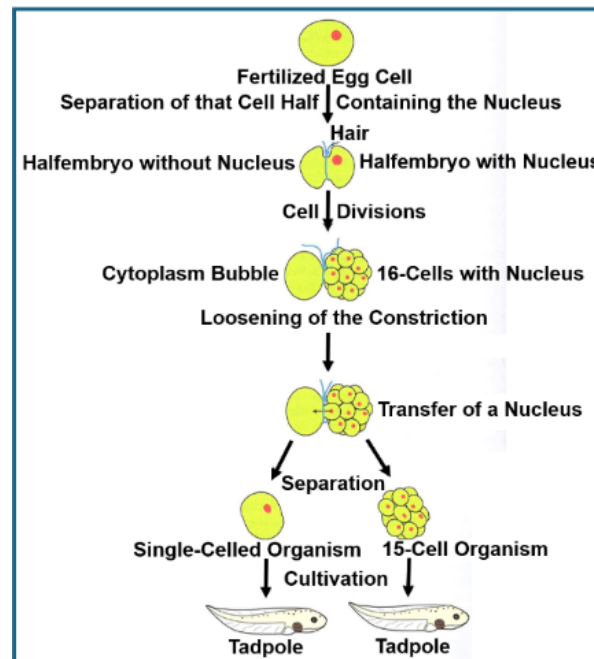 Fertilized Egg Cell
Separation of that Cell Half Containing the Nucleus
Hair
Halfembryo without Nucleus Halfembryo with Nucleus
Cell Divisions
Cytoplasm Bubble 16-Cells with Nucleus
Loosening of the Constriction
Transfer of a Nucleus
Separation
Single-Celled Organism 15-Cell Organism
Cultivation
Tadpole Tadpole